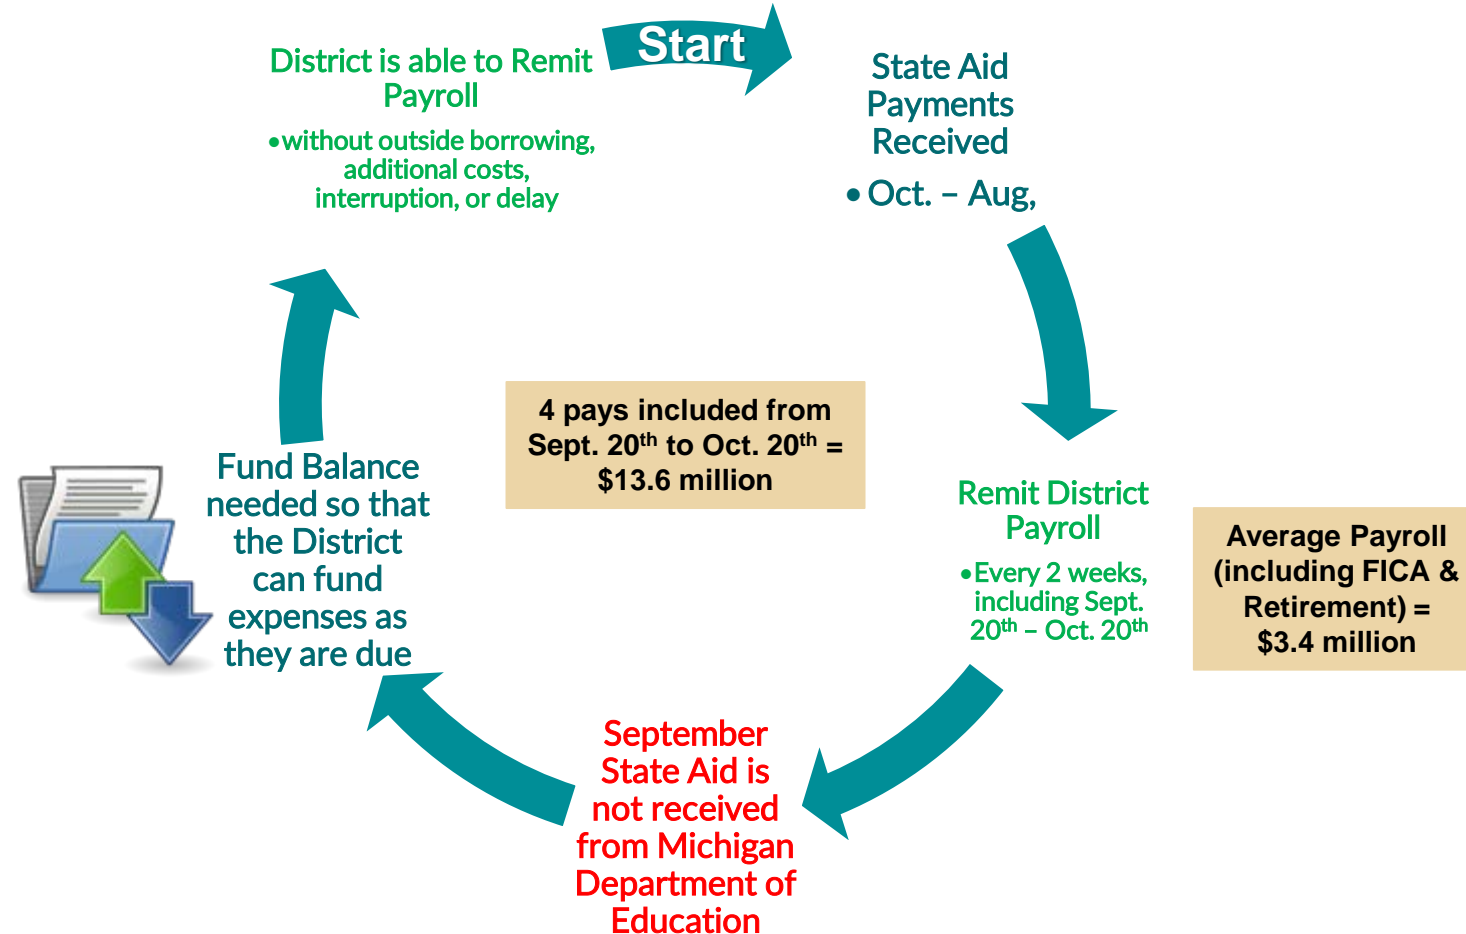 Start
State Aid
Payments
Received
• Oct. – Aug,
Remit District
Payroll
•Every 2 weeks,
including Sept.
20th – Oct. 20th
Average Payroll
(including FICA &
Retirement) =
$3.4 million
September
State Aid is
not received
from Michigan
Department of
Education
Fund Balance
needed so that
the District
can fund
expenses as
they are due
District is able to Remit
Payroll
•without outside borrowing,
additional costs,
interruption, or delay
4 pays included from
Sept. 20th to Oct. 20th =
$13.6 million